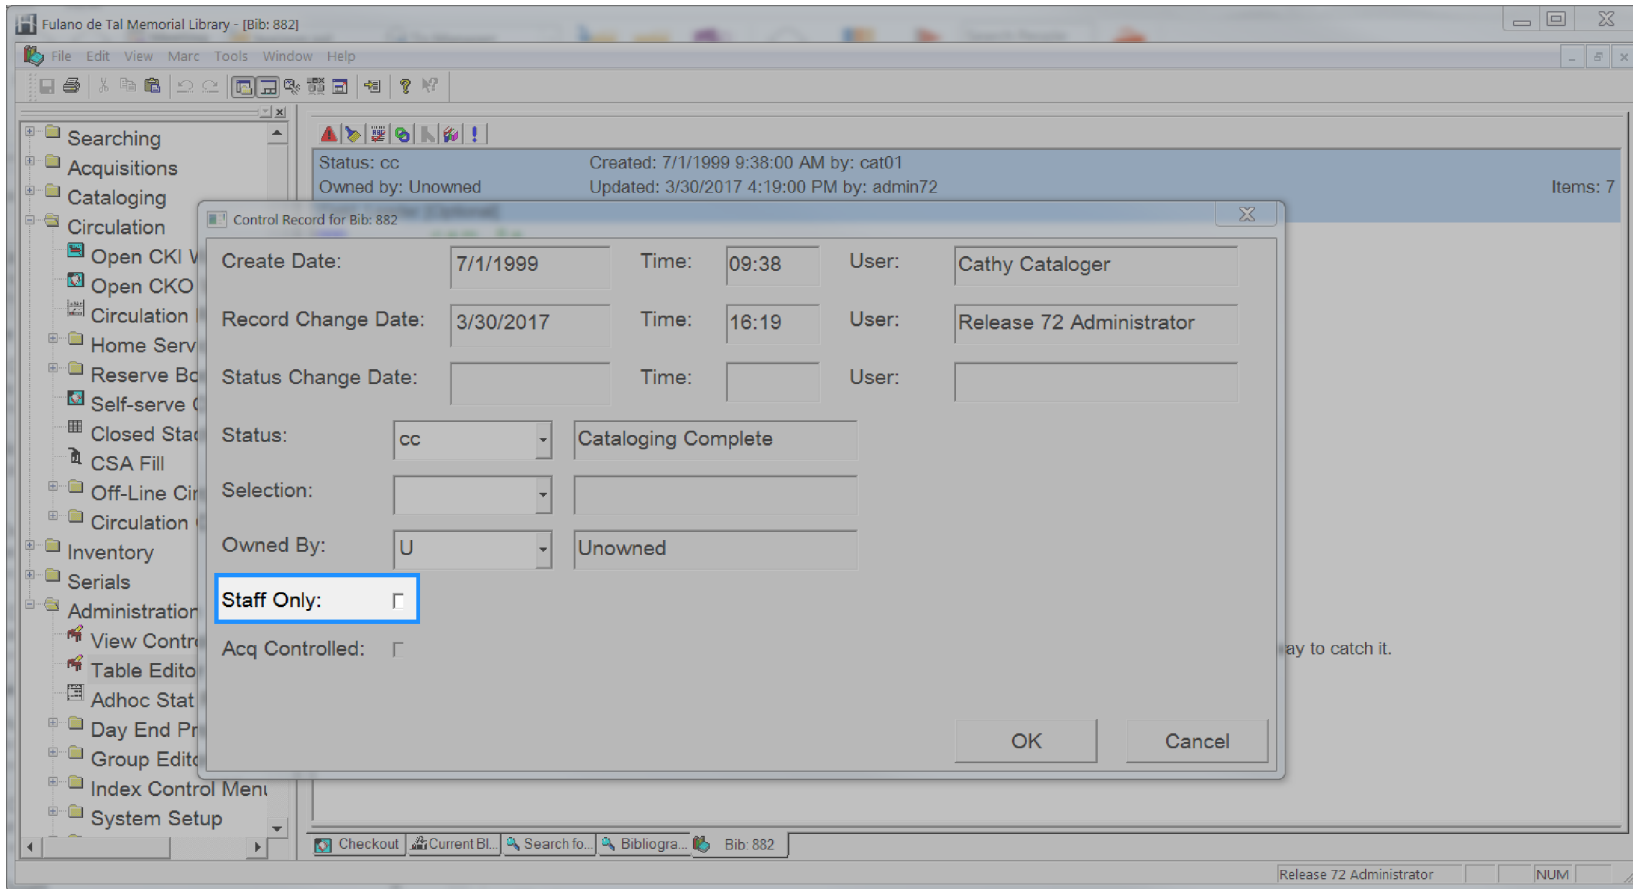 Fulano de Tal Memorial Library - [Bib: 882]
File Edit View Marc Tools Window Help
Searching
Acquisitions
Cataloging
Circulation
Open CKI
Open CKO
Circulation
Home Serv
Reserve Bo
Self-serve
Closed Stac
CSA Fill
Off-Line Cir
Circulation
Inventory
Serials
Administration
View Contr
Table Edito
Adhoc Stat
Day End Pr
Group Edito
Index Control Menu
System Setup
Status: cc Created: 7/1/1999 9:38:00 AM by: cat01
Owned by: Unowned Updated: 3/30/2017 4:19:00 PM by: admin72 Items: 7
Control Record for Bib: 882
Create Date: 7/1/1999 Time: 09:38 User: Cathy Cataloger
Record Change Date: 3/30/2017 Time: 16:19 User: Release 72 Administrator
Status Change Date: Time: User:
Status: cc Cataloging Complete
Selection:
Owned By: U Unowned
Staff Only:
Acq Controlled:
ay to catch it.
OK Cancel
Checkout Current Bl... Search fo... Bibliogra... Bib: 882
Release 72 Administrator NUM